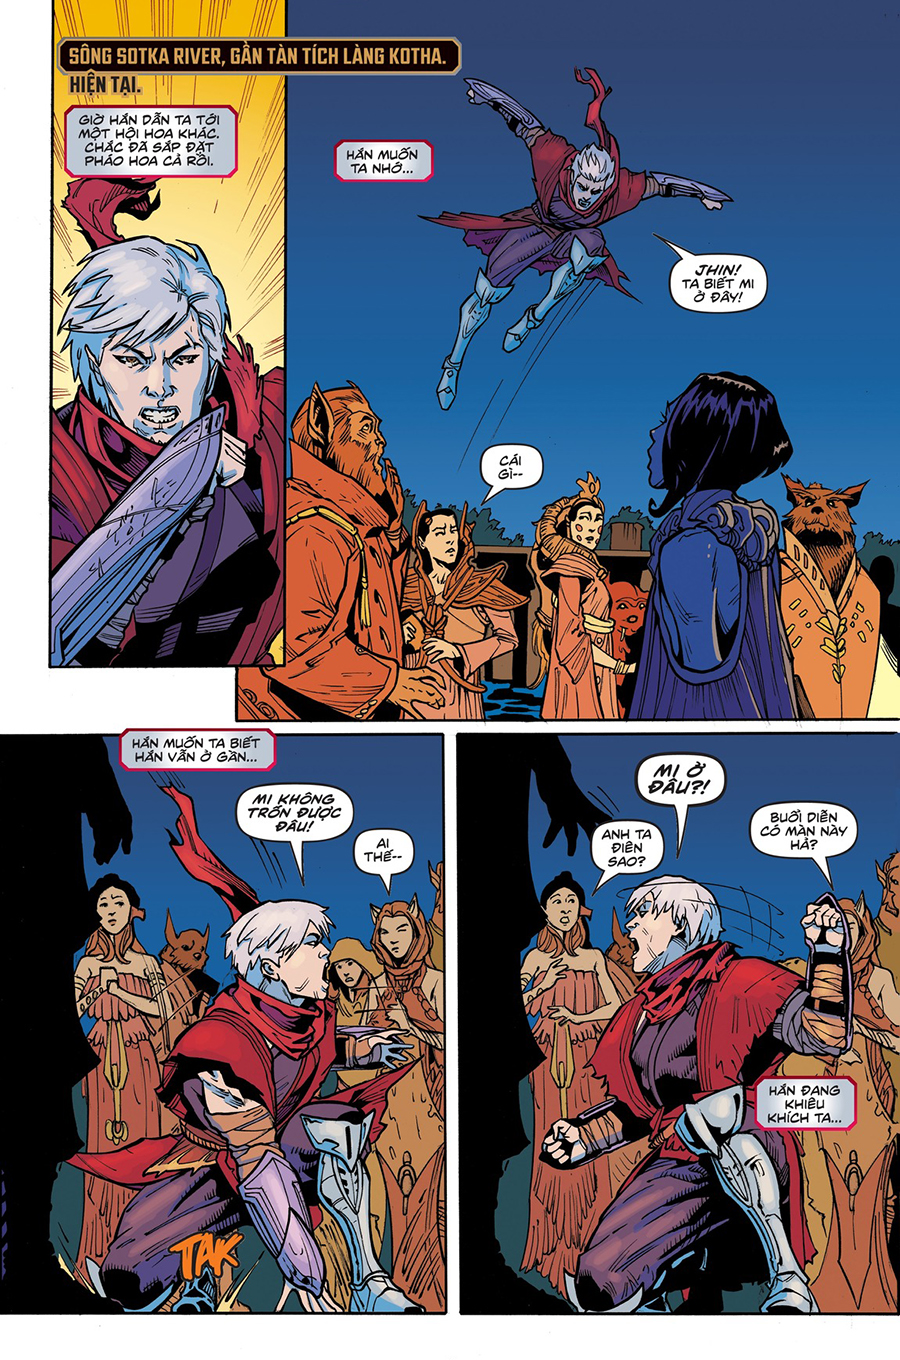 SÔNG SOTKA RIVER, GẦN TÀN TÍCH LÀNG KOTHA.
HIỆN TẠI.
GIỜ HẮN DẪN TA TỚI
MỘT HỘI HOA KHÁC.
CHẮC ĐÃ SẮP ĐẶT
PHÁO HOA CẢ RỒI.
HẮN MUỐN
TA NHỚ...
JHIN!
TA BIẾT MI
Ở ĐÂY!
CÁI
GÌ--
HẮN MUỐN TA BIẾT
HẮN VẪN Ở GẦN...
MI KHÔNG
TRỐN ĐƯỢC
ĐÂU!
AI
THẾ--
TAK
MI Ở
ĐÂU?!
ANH TA
ĐIÊN
SAO?
BUỔI DIỄN
CÓ MÀN NÀY
HẢ?
HẮN ĐANG
KHIÊU
KHÍCH TA...